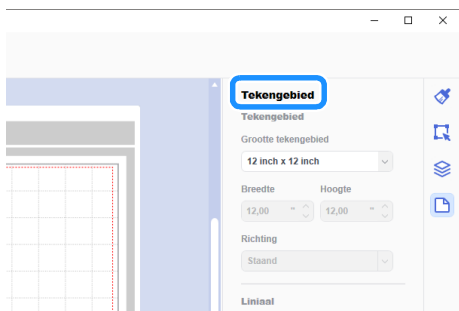 Tekengebied
Tekengebied
Grootte tekengebied
12 inch x 12 inch
Breedte Hoogte
12,00 " 12,00 "
Richting
Staand
Liniaal